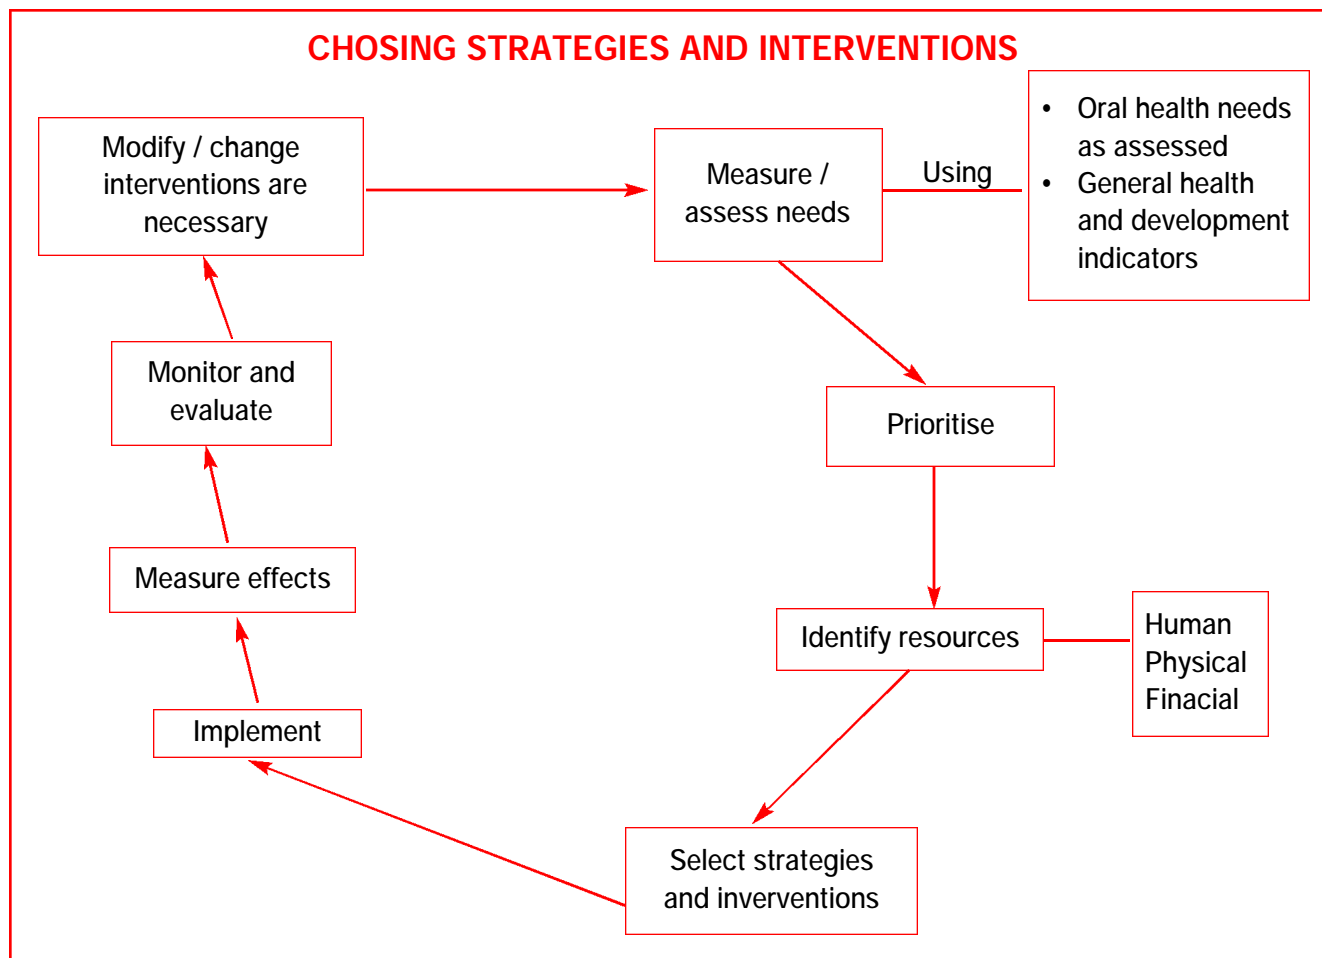 CHOSING STRATEGIES AND INTERVENTIONS
Modify / change
interventions are
necessary
Measure /
assess needs
Using
• Oral health needs
as assessed
• General health
and development
indicators
Prioritise
Identify resources
Human
Physical
Finacial
Select strategies
and inverventions
Implement
Measure effects
Monitor and
evaluate